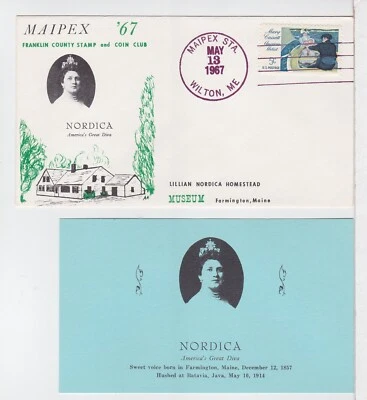 MAIPEX '67
FRANKLIN COUNTY STAMP and COIN CLUB
NORDICA
America's Great Diva
MAIPEX STA.
MAY
13
1967
WILTON, ME
Mary
Cassatt
LILLIAN NORDICA HOMESTEAD
MUSEUM Farmington, Maine
NORDICA
America's Great Diva
Sweet voice born in Farmington, Maine, December 12, 1857
Hushed at Batavia, Java, May 10, 1914